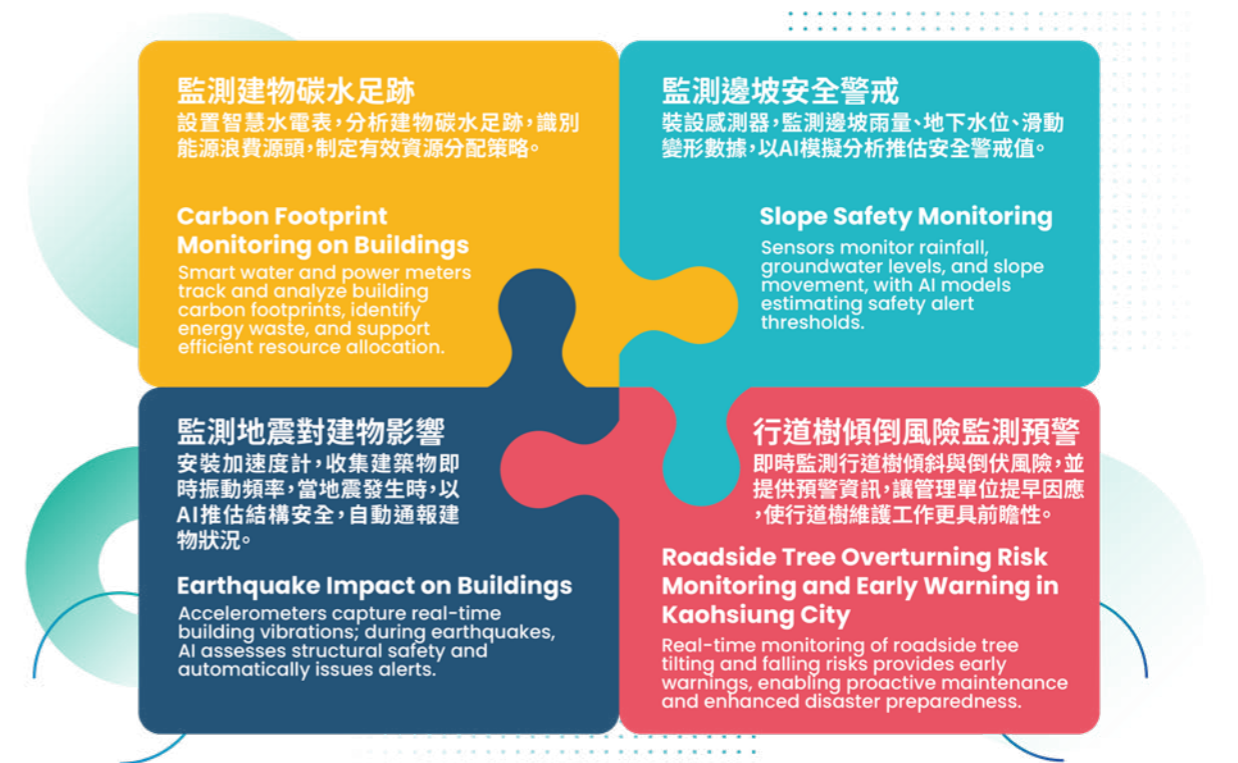 監測建物碳水足跡
設置智慧水電表,分析建物碳水足跡,識別
能源浪費源頭,制定有效資源分配策略。
Carbon Footprint
Monitoring on Buildings
Smart water and power meters
track and analyze building
carbon footprints, identify
energy waste, and support
efficient resource allocation.
監測邊坡安全警戒
裝設感測器,監測邊坡雨量、地下水位、滑動
變形數據,以AI模擬分析推估安全警戒值。
Slope Safety Monitoring
Sensors monitor rainfall,
groundwater levels, and slope
movement, with AI models
estimating safety alert
thresholds.
監測地震對建物影響
安裝加速度計,收集建築物即
時振動頻率,當地震發生時,以
AI推估結構安全,自動通報建
物狀況。
Earthquake Impact on Buildings
Accelerometers capture real-time
building vibrations; during earthquakes,
AI assesses structural safety and
automatically issues alerts.
行道樹傾倒風險監測預警
即時監測行道樹傾斜與倒伏風險,並
提供預警資訊,讓管理單位提早因應
,使行道樹維護工作更具前瞻性。
Roadside Tree Overturning Risk
Monitoring and Early Warning in
Kaohsiung City
Real-time monitoring of roadside tree
tilting and falling risks provides early
warnings, enabling proactive maintenance
and enhanced disaster preparedness.